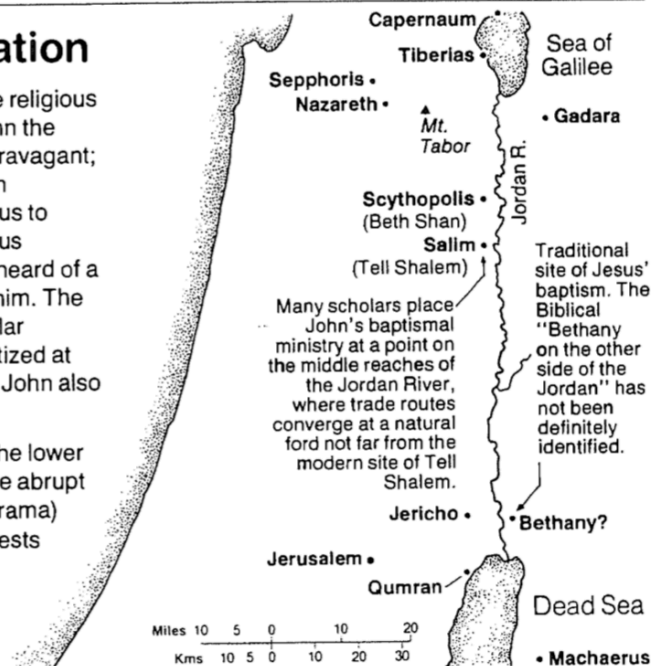 ation
e religious
nn the
ravagant;
n
us to
us
heard of a
him. The
lar
tized at
John also
he lower
e abrupt
rama)
ests
Capernaum
Tiberias
Sea of
Galilee
Sepphoris
Nazareth
Mt.
Tabor
Gadara
Jordan R.
Scythopolis
(Beth Shan)
Salim
(Tell Shalem)
Many scholars place
John's baptismal
ministry at a point on
the middle reaches of
the Jordan River,
where trade routes
converge at a natural
ford not far from the
modern site of Tell
Shalem.
Traditional
site of Jesus'
baptism. The
Biblical
"Bethany
on the other
side of the
Jordan" has
not been
definitely
identified.
Jericho
Bethany?
Jerusalem
Qumran
Dead Sea
Machaerus
Miles 10 5 0 10 20
Kms 10 5 0 10 20 30